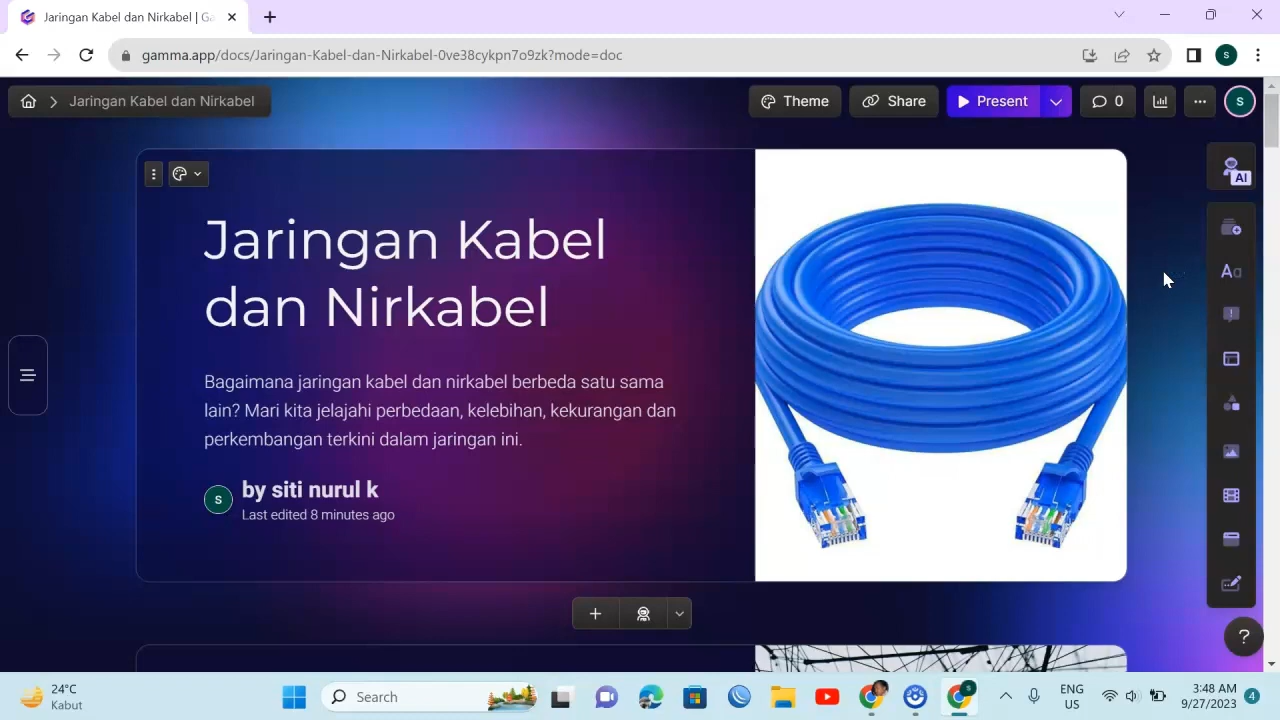 Jaringan Kabel dan Nirkabel | Ga
gamma.app/docs/Jaringan-Kabel-dan-Nirkabel-0ve38cykpn7o9zk?mode=doc
S
Jaringan Kabel dan Nirkabel
Theme
Share
Present
0
S
AI
Jaringan Kabel
dan Nirkabel
Aa
Bagaimana jaringan kabel dan nirkabel berbeda satu sama
lain? Mari kita jelajahi perbedaan, kelebihan, kekurangan dan
perkembangan terkini dalam jaringan ini.
S
by siti nurul k
Last edited 8 minutes ago
?
24°C
Kabut
Search
S
ENG
US
3:48 AM
9/27/2023
4